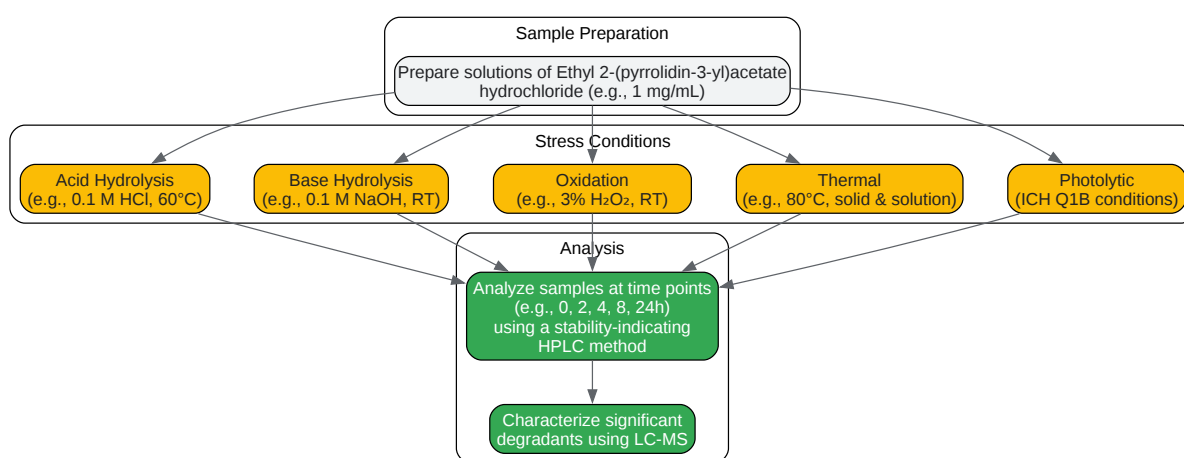 Sample Preparation
Prepare solutions of Ethyl 2-(pyrrolidin-3-yl)acetate
hydrochloride (e.g., 1 mg/mL)
Stress Conditions
Acid Hydrolysis
(e.g., 0.1 M HCl, 60°C)
Base Hydrolysis
(e.g., 0.1 M NaOH, RT)
Oxidation
(e.g., 3% H₂O₂, RT)
Thermal
(e.g., 80°C, solid & solution)
Photolytic
(ICH Q1B conditions)
Analysis
Analyze samples at time points
(e.g., 0, 2, 4, 8, 24h)
using a stability-indicating
HPLC method
Characterize significant
degradants using LC-MS